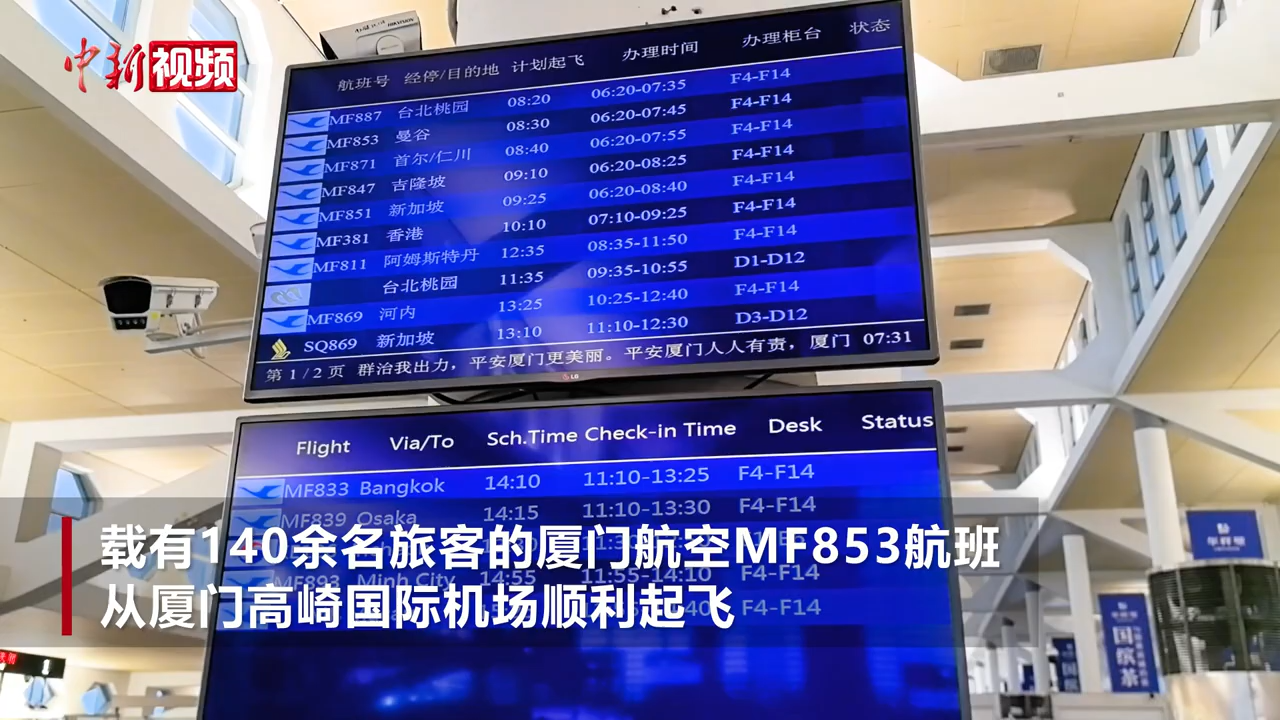 中新视频
HIKVISION
航班号 经停/目的地 计划起飞 办理时间 办理柜台 状态
MF887 台北桃园 08:20 06:20-07:35 F4-F14
MF853 曼谷 08:30 06:20-07:45 F4-F14
MF871 首尔/仁川 08:40 06:20-07:55 F4-F14
MF847 吉隆坡 09:10 06:20-08:25 F4-F14
MF851 新加坡 09:25 06:20-08:40 F4-F14
MF381 香港 10:10 07:10-09:25 F4-F14
MF811 阿姆斯特丹 12:35 08:35-11:50 F4-F14
台北桃园 11:35 09:35-10:55 D1-D12
MF869 河内 13:25 10:25-12:40 F4-F14
SQ869 新加坡 13:10 11:10-12:30 D3-D12
第 1 / 2 页 群治我出力，平安厦门更美丽。平安厦门人人有责，厦门 07:31
LG
Flight Via/To Sch.Time Check-in Time Desk Status
MF833 Bangkok 14:10 11:10-13:25 F4-F14
MF839 Osaka 14:15 11:10-13:30 F4-F14
载有140余名旅客的厦门航空MF853航班
MF893 Minh City 14:55 11:55-14:10 F4-F14
从厦门高崎国际机场顺利起飞
F4-F14
国缤茶